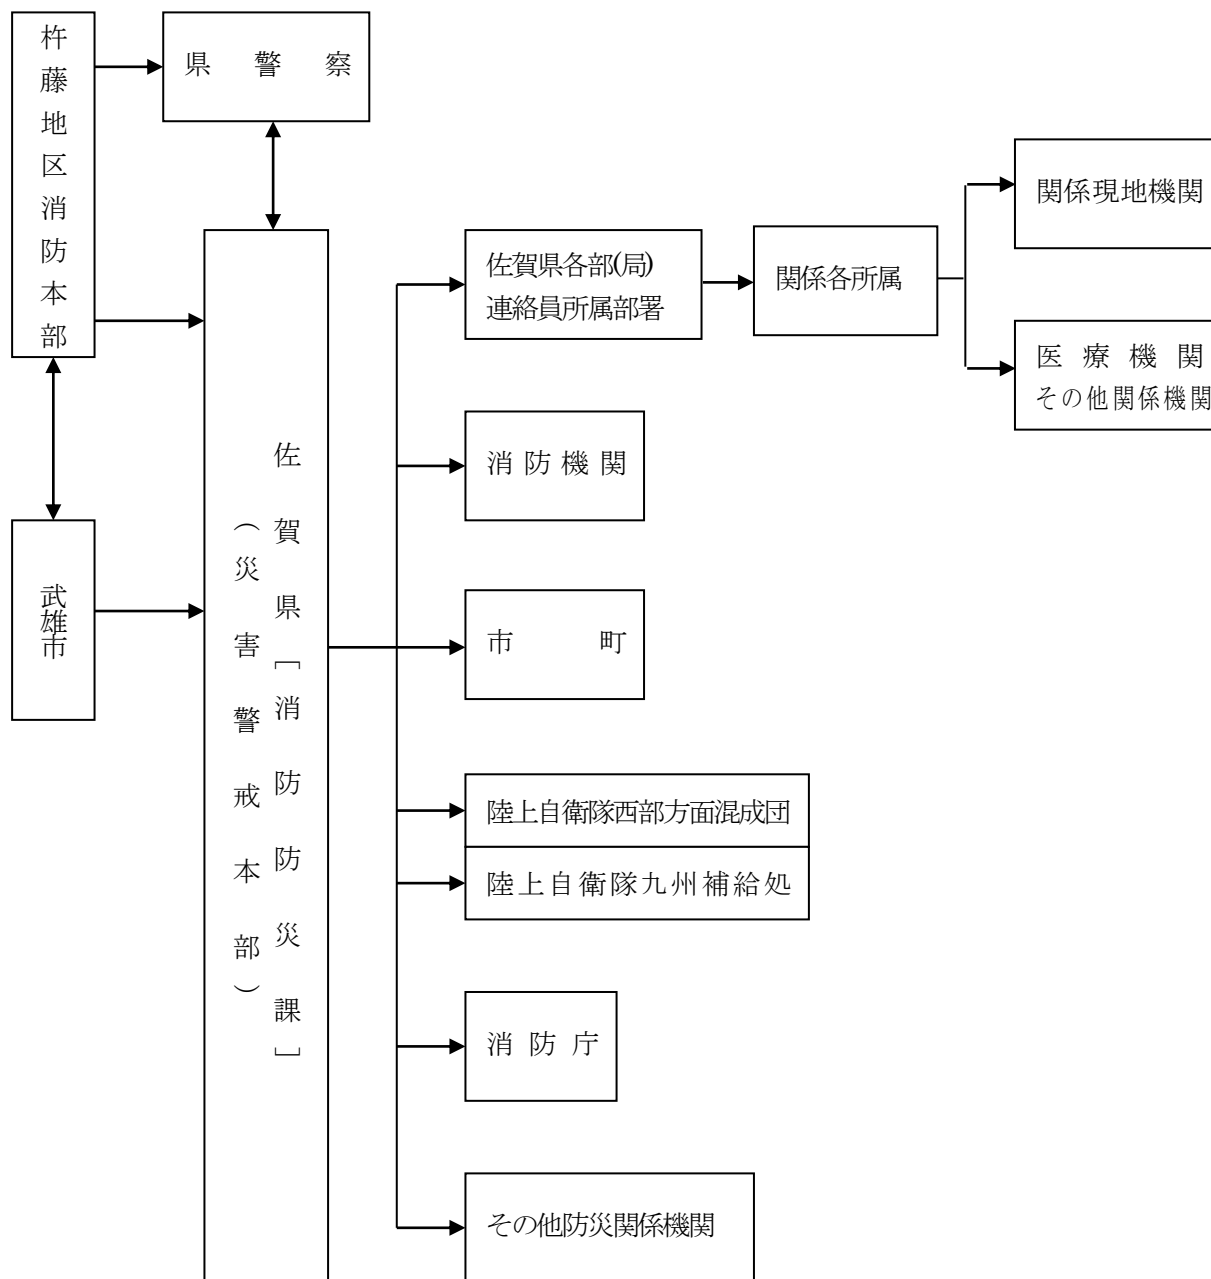 杵藤地区消防本部
県警察
武雄市
佐賀県［消防防災課］
（災害警戒本部）
佐賀県各部(局)
連絡員所属部署
関係各所属
関係現地機関
医療機関
その他関係機関
消防機関
市町
陸上自衛隊西部方面混成団
陸上自衛隊九州補給処
消防庁
その他防災関係機関